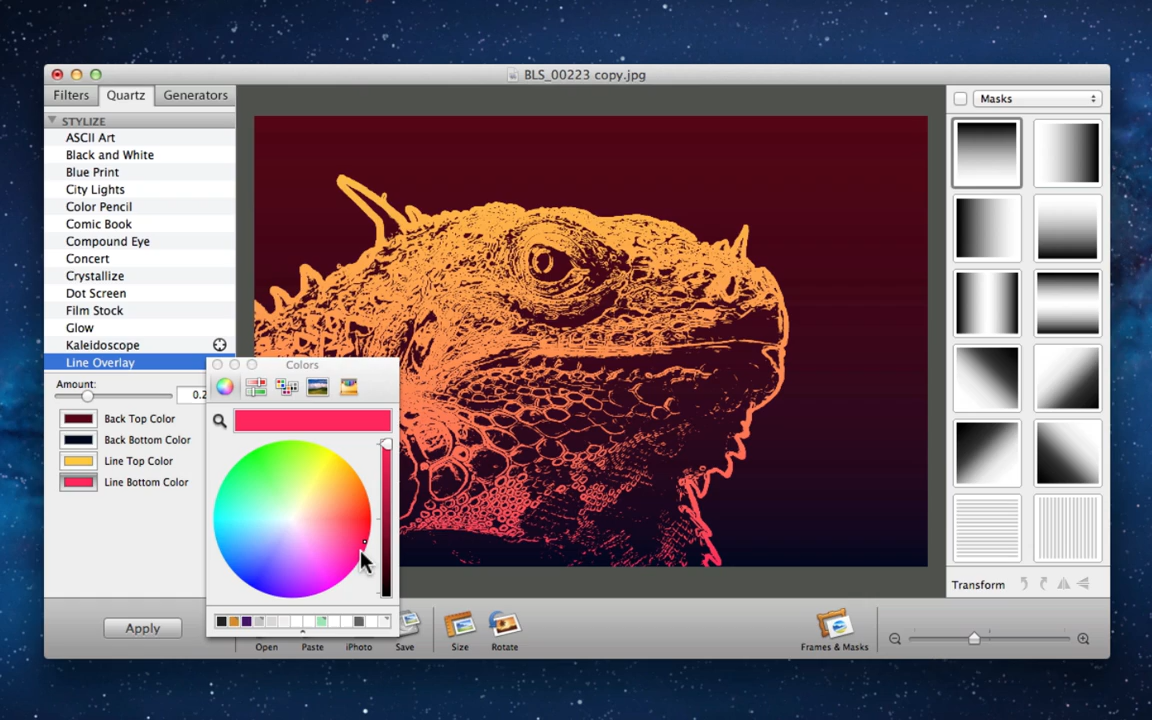 BLS_00223 copy.jpg
Filters Quartz Generators
STYLIZE
ASCII Art
Black and White
Blue Print
City Lights
Color Pencil
Comic Book
Compound Eye
Concert
Crystallize
Dot Screen
Film Stock
Glow
Kaleidoscope
Line Overlay
Amount:
0.2
Back Top Color
Back Bottom Color
Line Top Color
Line Bottom Color
Apply
Colors
Open Paste iPhoto Save Size Rotate Frames & Masks
Masks
Transform